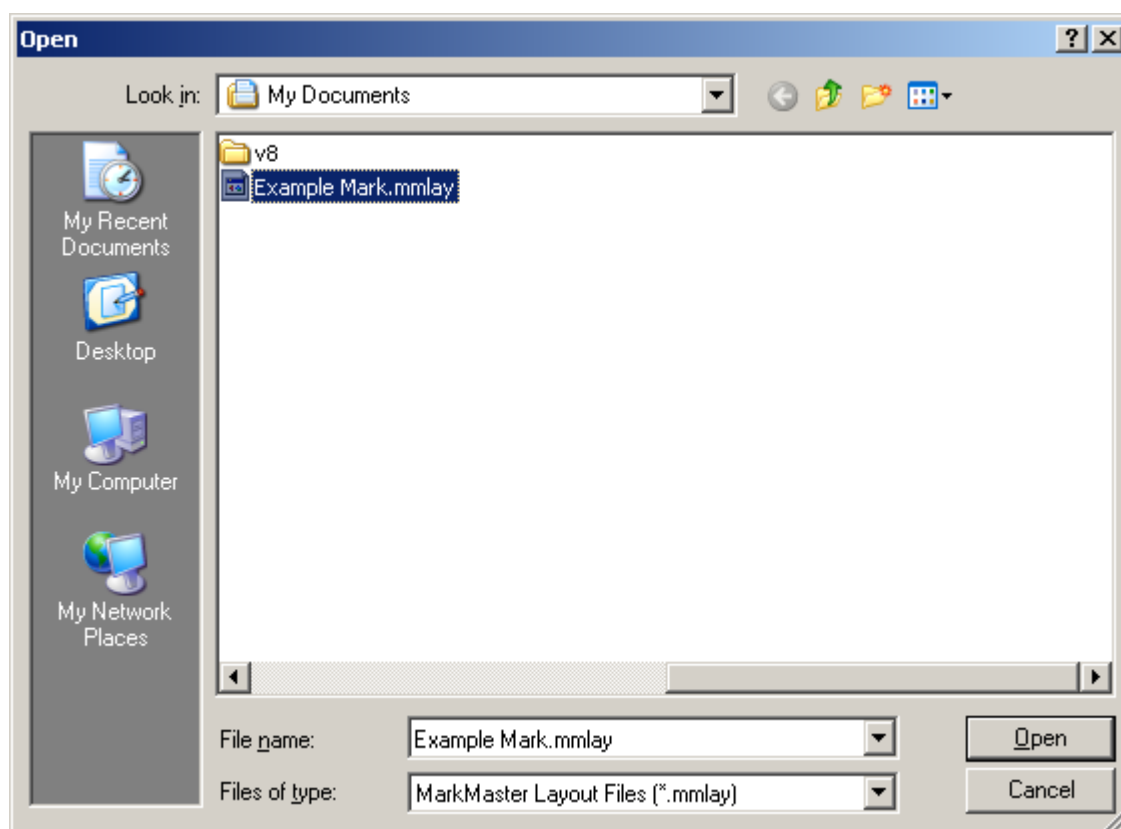 Open
Look in:
My Documents
v8
Example Mark.mmlay
My Recent
Documents
Desktop
My Computer
My Network
Places
File name:
Example Mark.mmlay
Open
Files of type:
MarkMaster Layout Files (*.mmlay)
Cancel